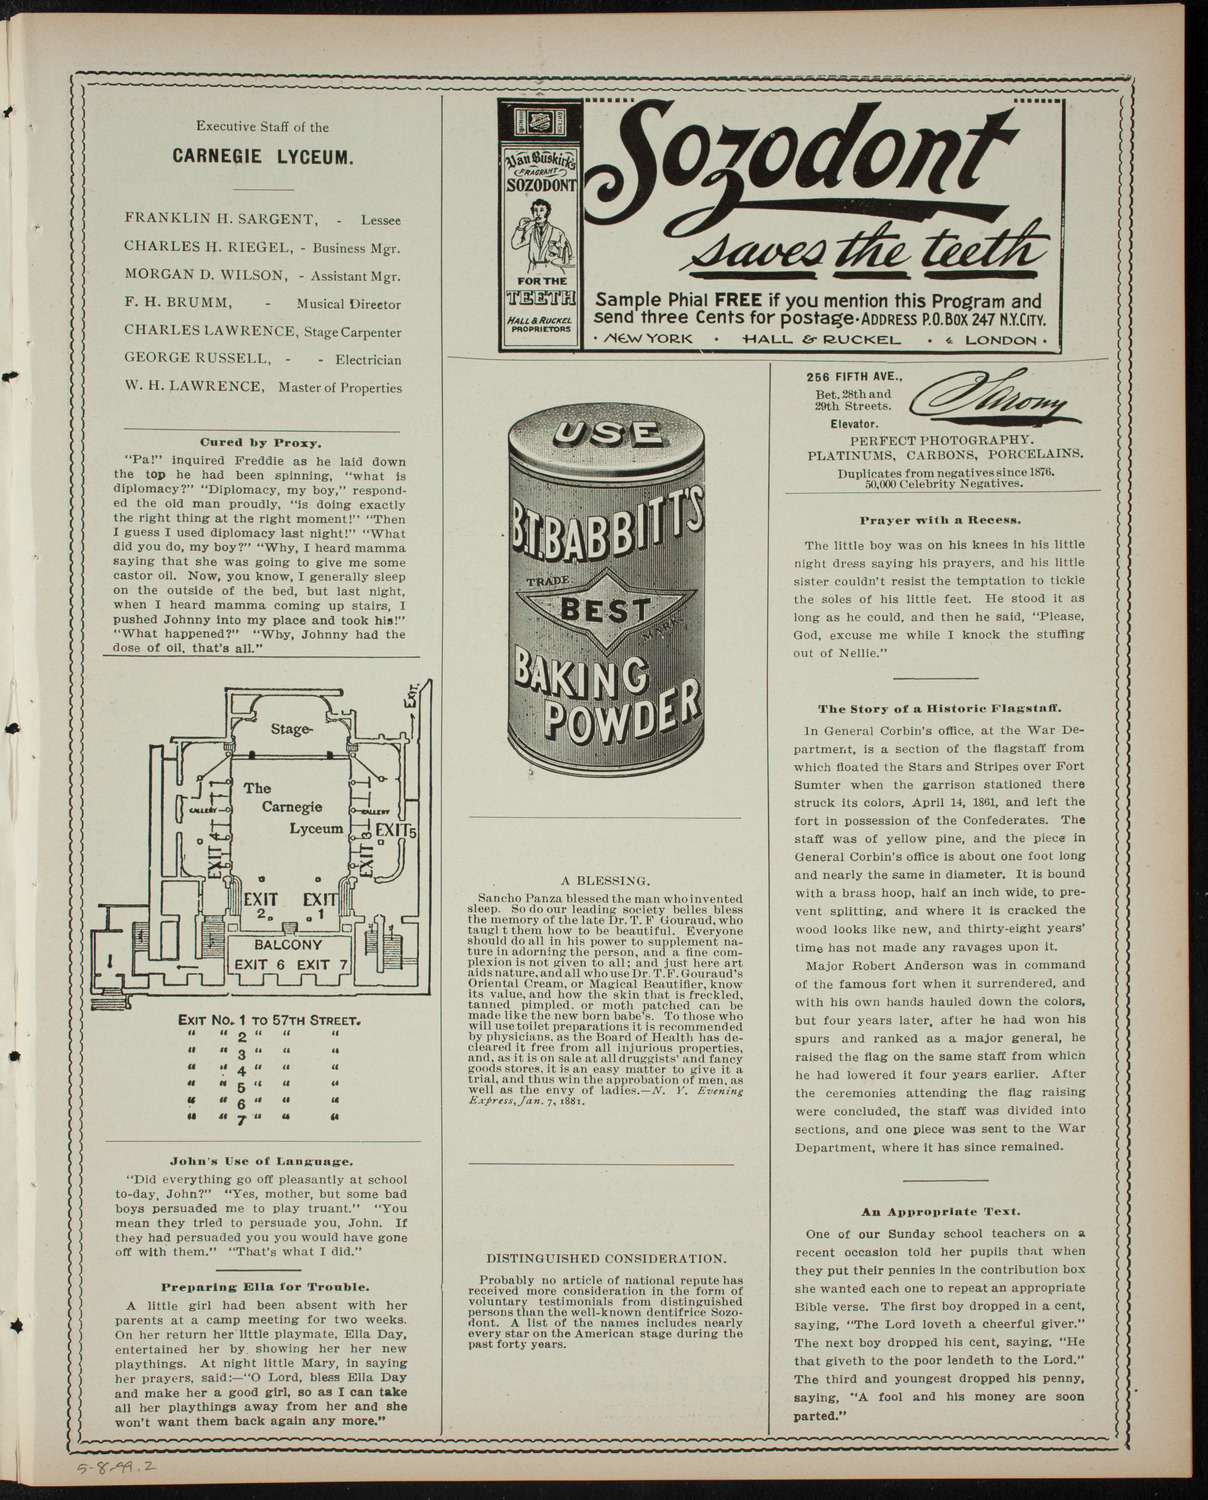 Executive Staff of the
CARNEGIE LYCEUM.
FRANKLIN H. SARGENT, - Lessee
CHARLES H. RIEGEL, - Business Mgr.
MORGAN D. WILSON, - Assistant Mgr.
F. H. BRUMM, - Musical Director
CHARLES LAWRENCE, Stage Carpenter
GEORGE RUSSELL, - - Electrician
W. H. LAWRENCE, Master of Properties
Cured by Proxy.
"Pa!" inquired Freddie as he laid down
the top he had been spinning, "what is
diplomacy?" "Diplomacy, my boy," respond-
ed the old man proudly, "is doing exactly
the right thing at the right moment!" "Then
I guess I used diplomacy last night!" "What
did you do, my boy?" "Why, I heard mamma
saying that she was going to give me some
castor oil. Now, you know, I generally sleep
on the outside of the bed, but last night,
when I heard mamma coming up stairs, I
pushed Johnny into my place and took his!"
"What happened?" "Why, Johnny had the
dose of oil, that's all."
EXIT.
Stage-
The
Carnegie
Lyceum
GALLERY
GALLERY
EXIT 4
EXIT 3
EXIT 5
EXIT 2.
EXIT 1
BALCONY
EXIT 6 EXIT 7
EXIT No. 1 TO 57TH STREET.
" " 2 " " "
" " 3 " " "
" " 4 " " "
" " 5 " " "
" " 6 " " "
" " 7 " " "
John's Use of Language.
"Did everything go off pleasantly at school
to-day, John?" "Yes, mother, but some bad
boys persuaded me to play truant." "You
mean they tried to persuade you, John. If
they had persuaded you you would have gone
off with them." "That's what I did."
Preparing Ella for Trouble.
A little girl had been absent with her
parents at a camp meeting for two weeks.
On her return her little playmate, Ella Day,
entertained her by showing her her new
playthings. At night little Mary, in saying
her prayers, said:—"O Lord, bless Ella Day
and make her a good girl, so as I can take
all her playthings away from her and she
won't want them back again any more."
Van Buskirk's
FRAGRANT
SOZODONT
FOR THE
TEETH
HALL & RUCKEL
PROPRIETORS
Sozodont
saves the teeth
Sample Phial FREE if you mention this Program and
send three Cents for postage · ADDRESS P.O. BOX 247 N.Y. CITY.
· NEW YORK · HALL & RUCKEL · & LONDON ·
USE
B.T. BABBITT'S
TRADE
BEST
MARK
BAKING
POWDER
A BLESSING.
Sancho Panza blessed the man who invented
sleep. So do our leading society belles bless
the memory of the late Dr. T. F Gouraud, who
taugl t them how to be beautiful. Everyone
should do all in his power to supplement na-
ture in adorning the person, and a fine com-
plexion is not given to all; and just here art
aids nature, and all who use Dr. T. F. Gouraud's
Oriental Cream, or Magical Beautifier, know
its value, and how the skin that is freckled,
tanned pimpled, or moth patched can be
made like the new born babe's. To those who
will use toilet preparations it is recommended
by physicians, as the Board of Health has de-
cleared it free from all injurious properties,
and, as it is on sale at all druggists' and fancy
goods stores, it is an easy matter to give it a
trial, and thus win the approbation of men, as
well as the envy of ladies.—N. Y. Evening
Express, Jan. 7, 1881.
DISTINGUISHED CONSIDERATION.
Probably no article of national repute has
received more consideration in the form of
voluntary testimonials from distinguished
persons than the well-known dentifrice Sozo-
dont. A list of the names includes nearly
every star on the American stage during the
past forty years.
256 FIFTH AVE.,
Bet. 28th and
29th Streets.
Elevator.
Sarony
PERFECT PHOTOGRAPHY.
PLATINUMS, CARBONS, PORCELAINS.
Duplicates from negatives since 1876.
50,000 Celebrity Negatives.
Prayer with a Recess.
The little boy was on his knees in his little
night dress saying his prayers, and his little
sister couldn't resist the temptation to tickle
the soles of his little feet. He stood it as
long as he could, and then he said, "Please,
God, excuse me while I knock the stuffing
out of Nellie."
The Story of a Historic Flagstaff.
In General Corbin's office, at the War De-
partment, is a section of the flagstaff from
which floated the Stars and Stripes over Fort
Sumter when the garrison stationed there
struck its colors, April 14, 1861, and left the
fort in possession of the Confederates. The
staff was of yellow pine, and the piece in
General Corbin's office is about one foot long
and nearly the same in diameter. It is bound
with a brass hoop, half an inch wide, to pre-
vent splitting, and where it is cracked the
wood looks like new, and thirty-eight years'
time has not made any ravages upon it.
Major Robert Anderson was in command
of the famous fort when it surrendered, and
with his own hands hauled down the colors,
but four years later, after he had won his
spurs and ranked as a major general, he
raised the flag on the same staff from which
he had lowered it four years earlier. After
the ceremonies attending the flag raising
were concluded, the staff was divided into
sections, and one piece was sent to the War
Department, where it has since remained.
An Appropriate Text.
One of our Sunday school teachers on a
recent occasion told her pupils that when
they put their pennies in the contribution box
she wanted each one to repeat an appropriate
Bible verse. The first boy dropped in a cent,
saying, "The Lord loveth a cheerful giver."
The next boy dropped his cent, saying, "He
that giveth to the poor lendeth to the Lord."
The third and youngest dropped his penny,
saying, "A fool and his money are soon
parted."
5-8-99.2